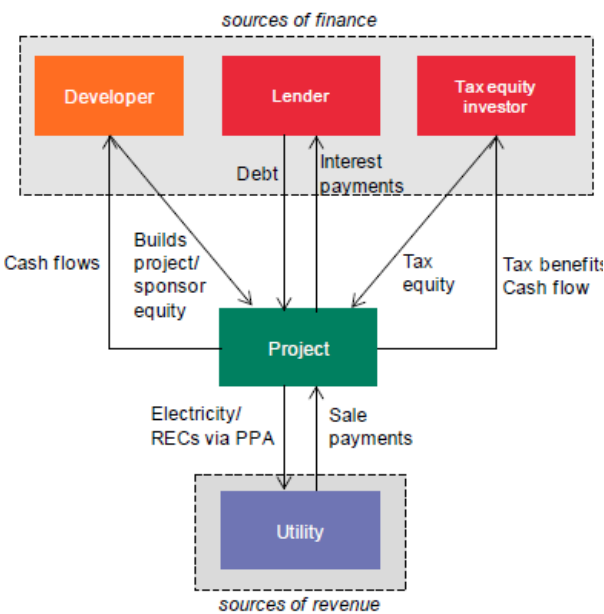 sources of finance
Developer
Lender
Tax equity
investor
Debt
Interest
payments
Cash flows
Builds
project/
sponsor
equity
Tax
equity
Tax benefits
Cash flow
Project
Electricity/
RECs via PPA
Sale
payments
Utility
sources of revenue